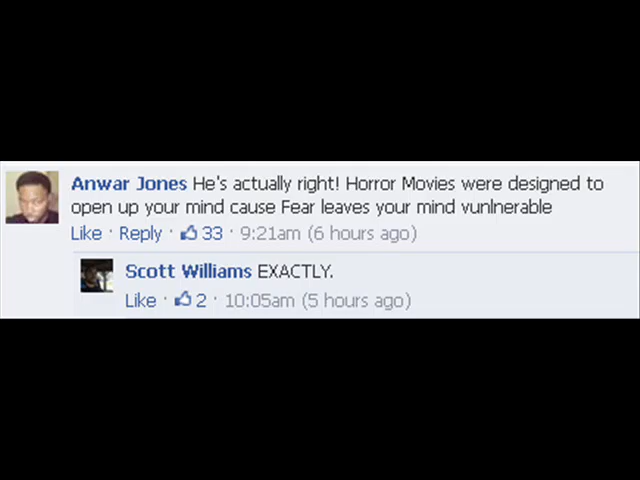 Anwar Jones He's actually right! Horror Movies were designed to
open up your mind cause Fear leaves your mind vunlnerable
Like · Reply · 33 · 9:21am (6 hours ago)
Scott Williams EXACTLY.
Like · 2 · 10:05am (5 hours ago)